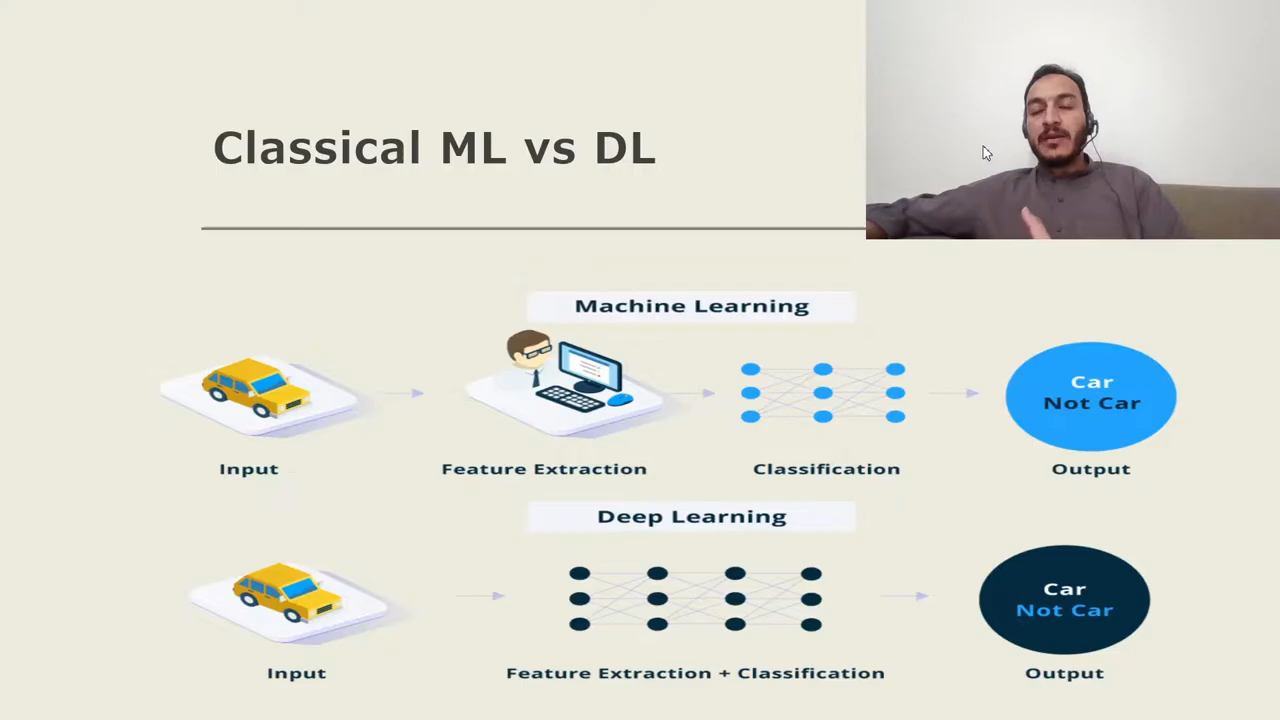 Classical ML vs DL
Machine Learning
Car
Not Car
Input
Feature Extraction
Classification
Output
Deep Learning
Car
Not Car
Input
Feature Extraction + Classification
Output